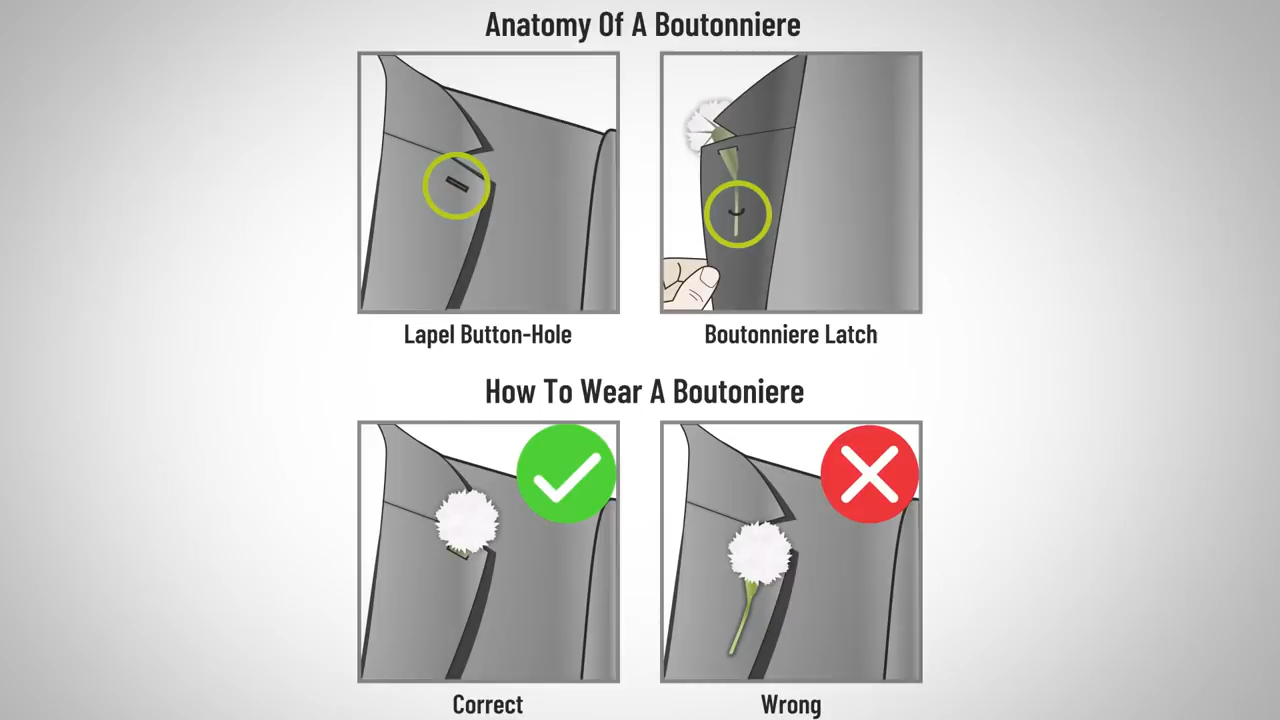 Anatomy Of A Boutonniere
Lapel Button-Hole
Boutonniere Latch
How To Wear A Boutoniere
Correct
Wrong